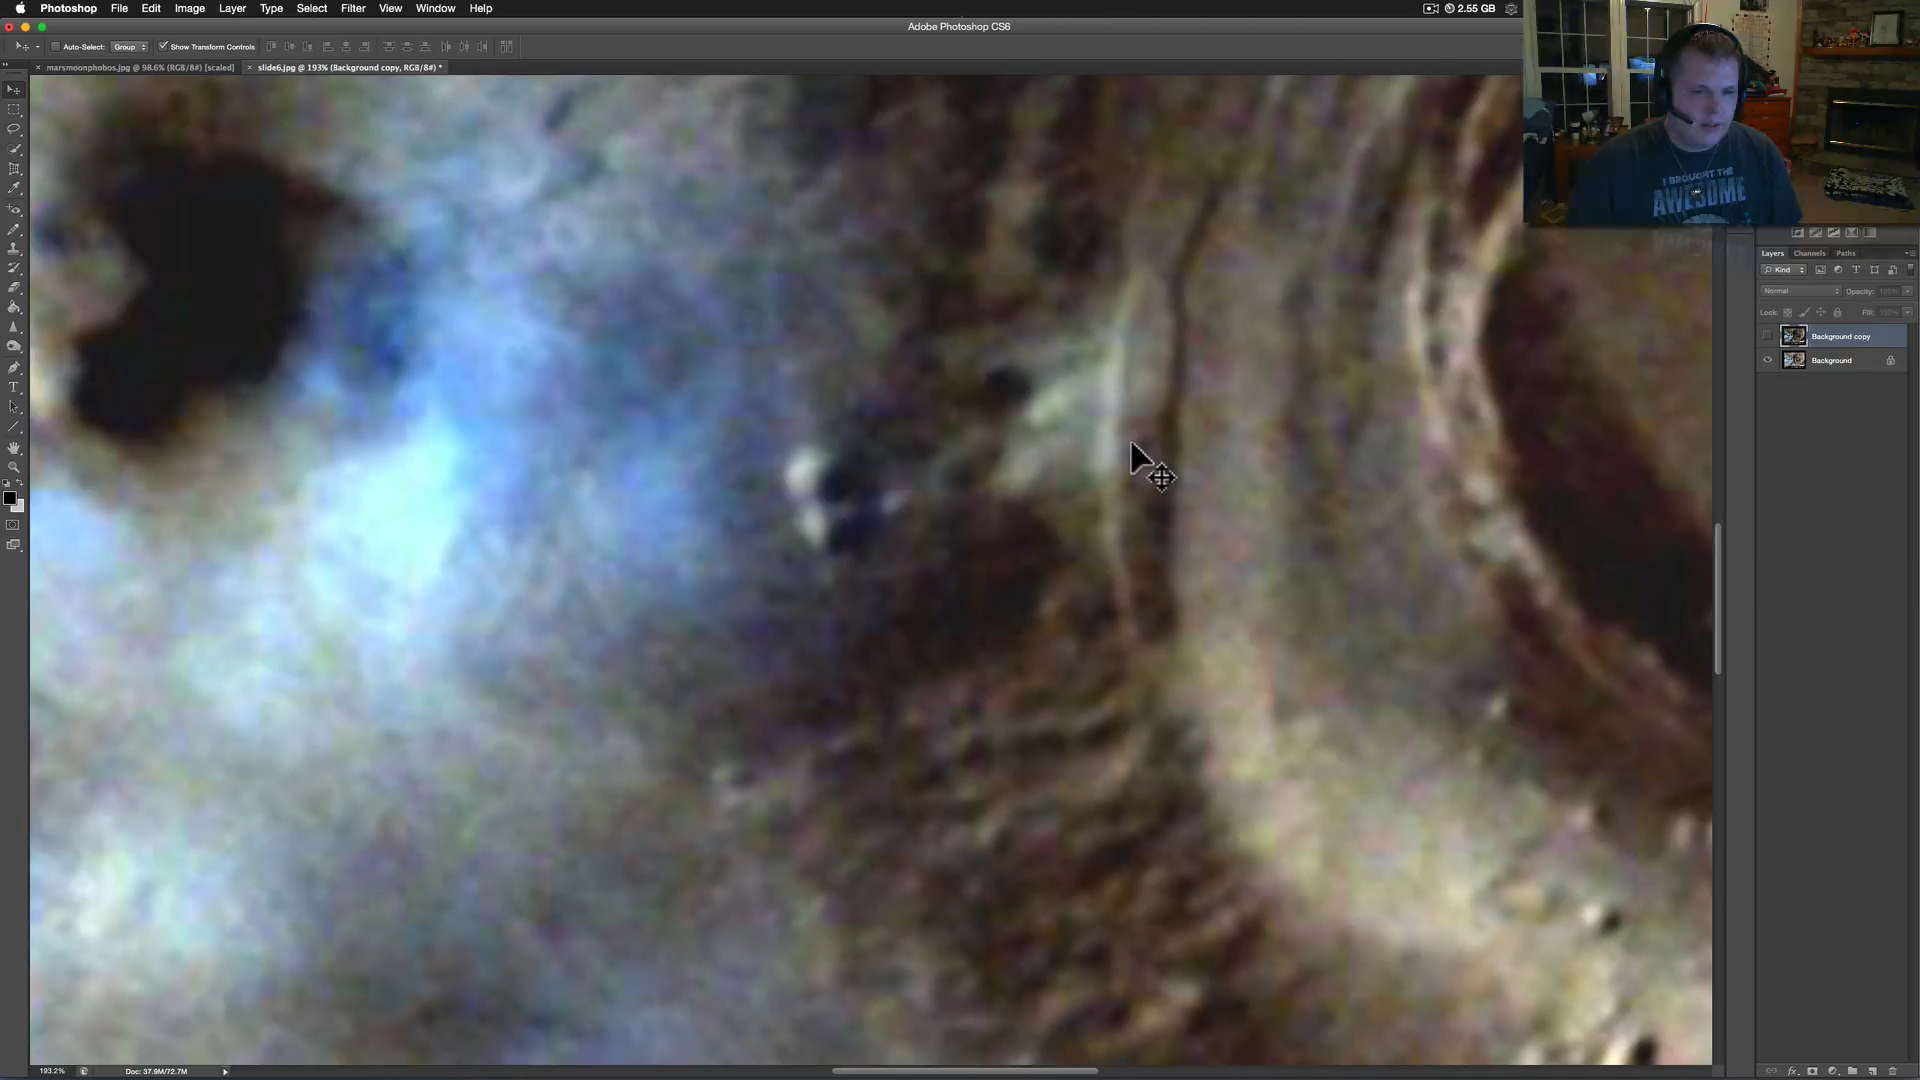 Photoshop File Edit Image Layer Type Select Filter View Window Help
2.55 GB
Adobe Photoshop CS6
Auto-Select: Group Show Transform Controls
marsmoonphobos.jpg @ 98.6% (RGB/8#) [scaled] slide6.jpg @ 193% (Background copy, RGB/8#) *
I BROUGHT THE
AWESOME
Layers Channels Paths
Kind
Normal Opacity: 100%
Lock: Fill: 100%
Background copy
Background
193.2% Doc: 37.9M/72.7M